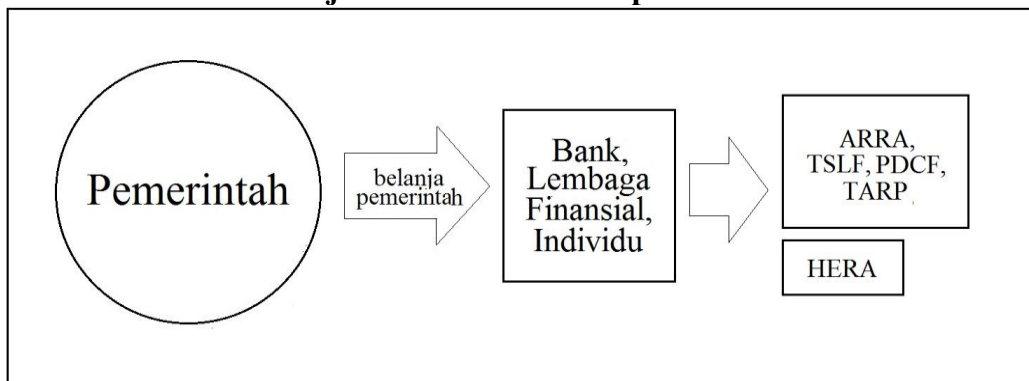 Pemerintah
belanja
pemerintah
Bank,
Lembaga
Finansial,
Individu
ARRA,
TSLF, PDCF,
TARP
HERA